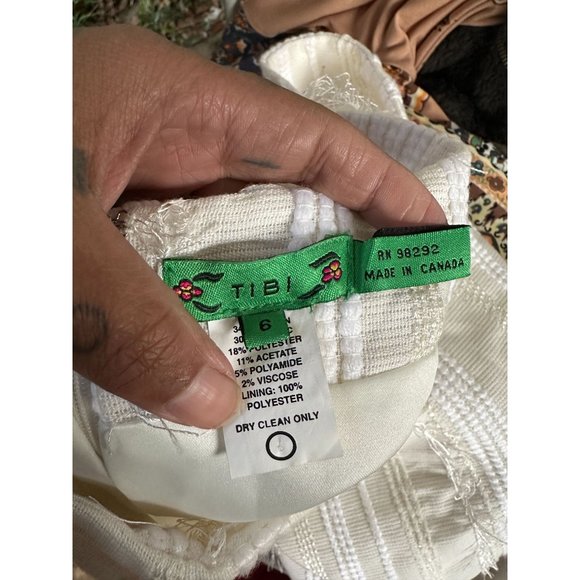 TIBI
6
RN 98292
MADE IN CANADA
18% POLYESTER
11% ACETATE
5% POLYAMIDE
2% VISCOSE
LINING: 100%
POLYESTER
DRY CLEAN ONLY